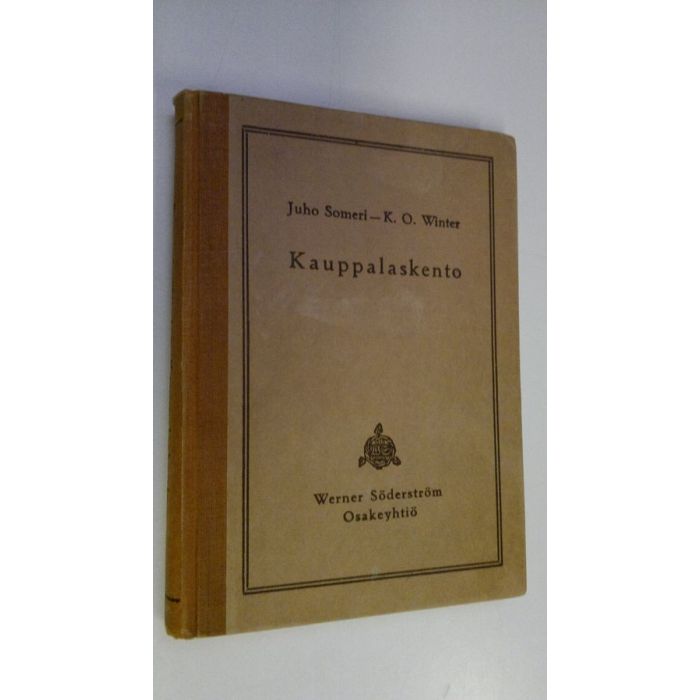 Juho Someri — K. O. Winter
Kauppalaskento
Werner Söderström
Osakeyhtiö